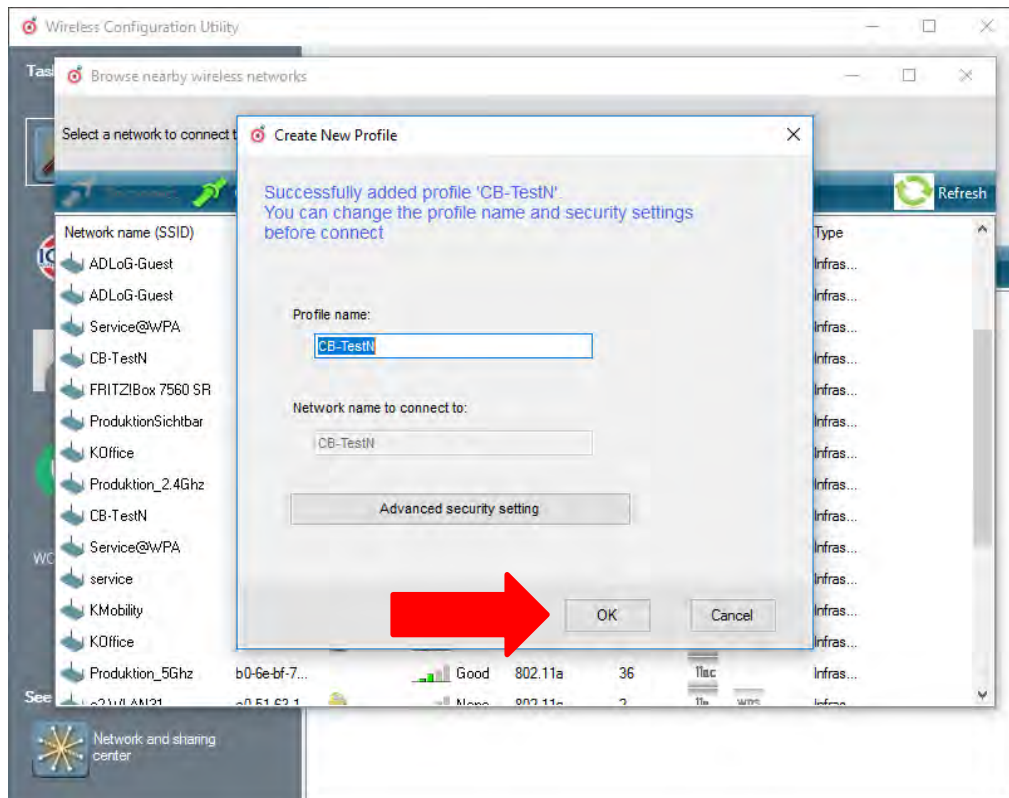 Wireless Configuration Utility
Browse nearby wireless networks
Select a network to connect t
Create New Profile
Successfully added profile 'CB-TestN'
You can change the profile name and security settings
before connect
Refresh
Network name (SSID)
Type
ADLoG-Guest
Infras...
ADLoG-Guest
Infras...
Service@WPA
Infras...
CB-TestN
Infras...
FRITZ!Box 7560 SR
Infras...
ProduktionSichtbar
Infras...
KOffice
Infras...
Produktion_2.4Ghz
Infras...
CB-TestN
Infras...
Service@WPA
Infras...
service
Infras...
KMobility
Infras...
KOffice
Infras...
Profile name:
CB-TestN
Network name to connect to:
CB-TestN
Advanced security setting
OK
Cancel
Produktion_5Ghz b0-6e-bf-7... Good 802.11a 36 11ac Infras...
See
Network and sharing
center